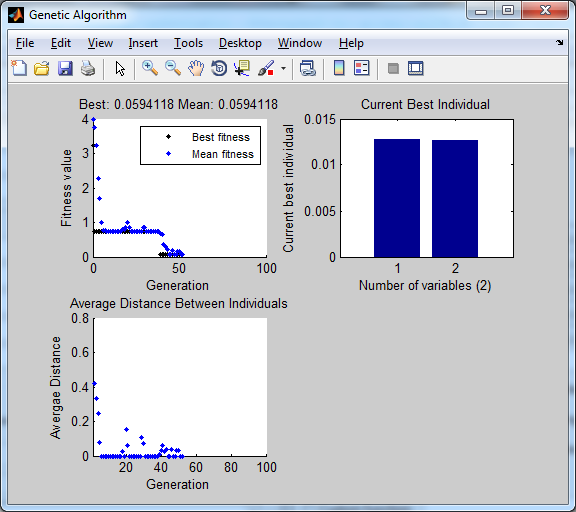 Genetic Algorithm
File Edit View Insert Tools Desktop Window Help
Best: 0.0594118 Mean: 0.0594118
4
3
2
1
0
Fitness value
Best fitness
Mean fitness
0 50 100
Generation
Current Best Individual
0.015
0.01
0.005
0
Current best individual
1 2
Number of variables (2)
Average Distance Between Individuals
0.8
0.6
0.4
0.2
0
Avergae Distance
20 40 60 80 100
Generation